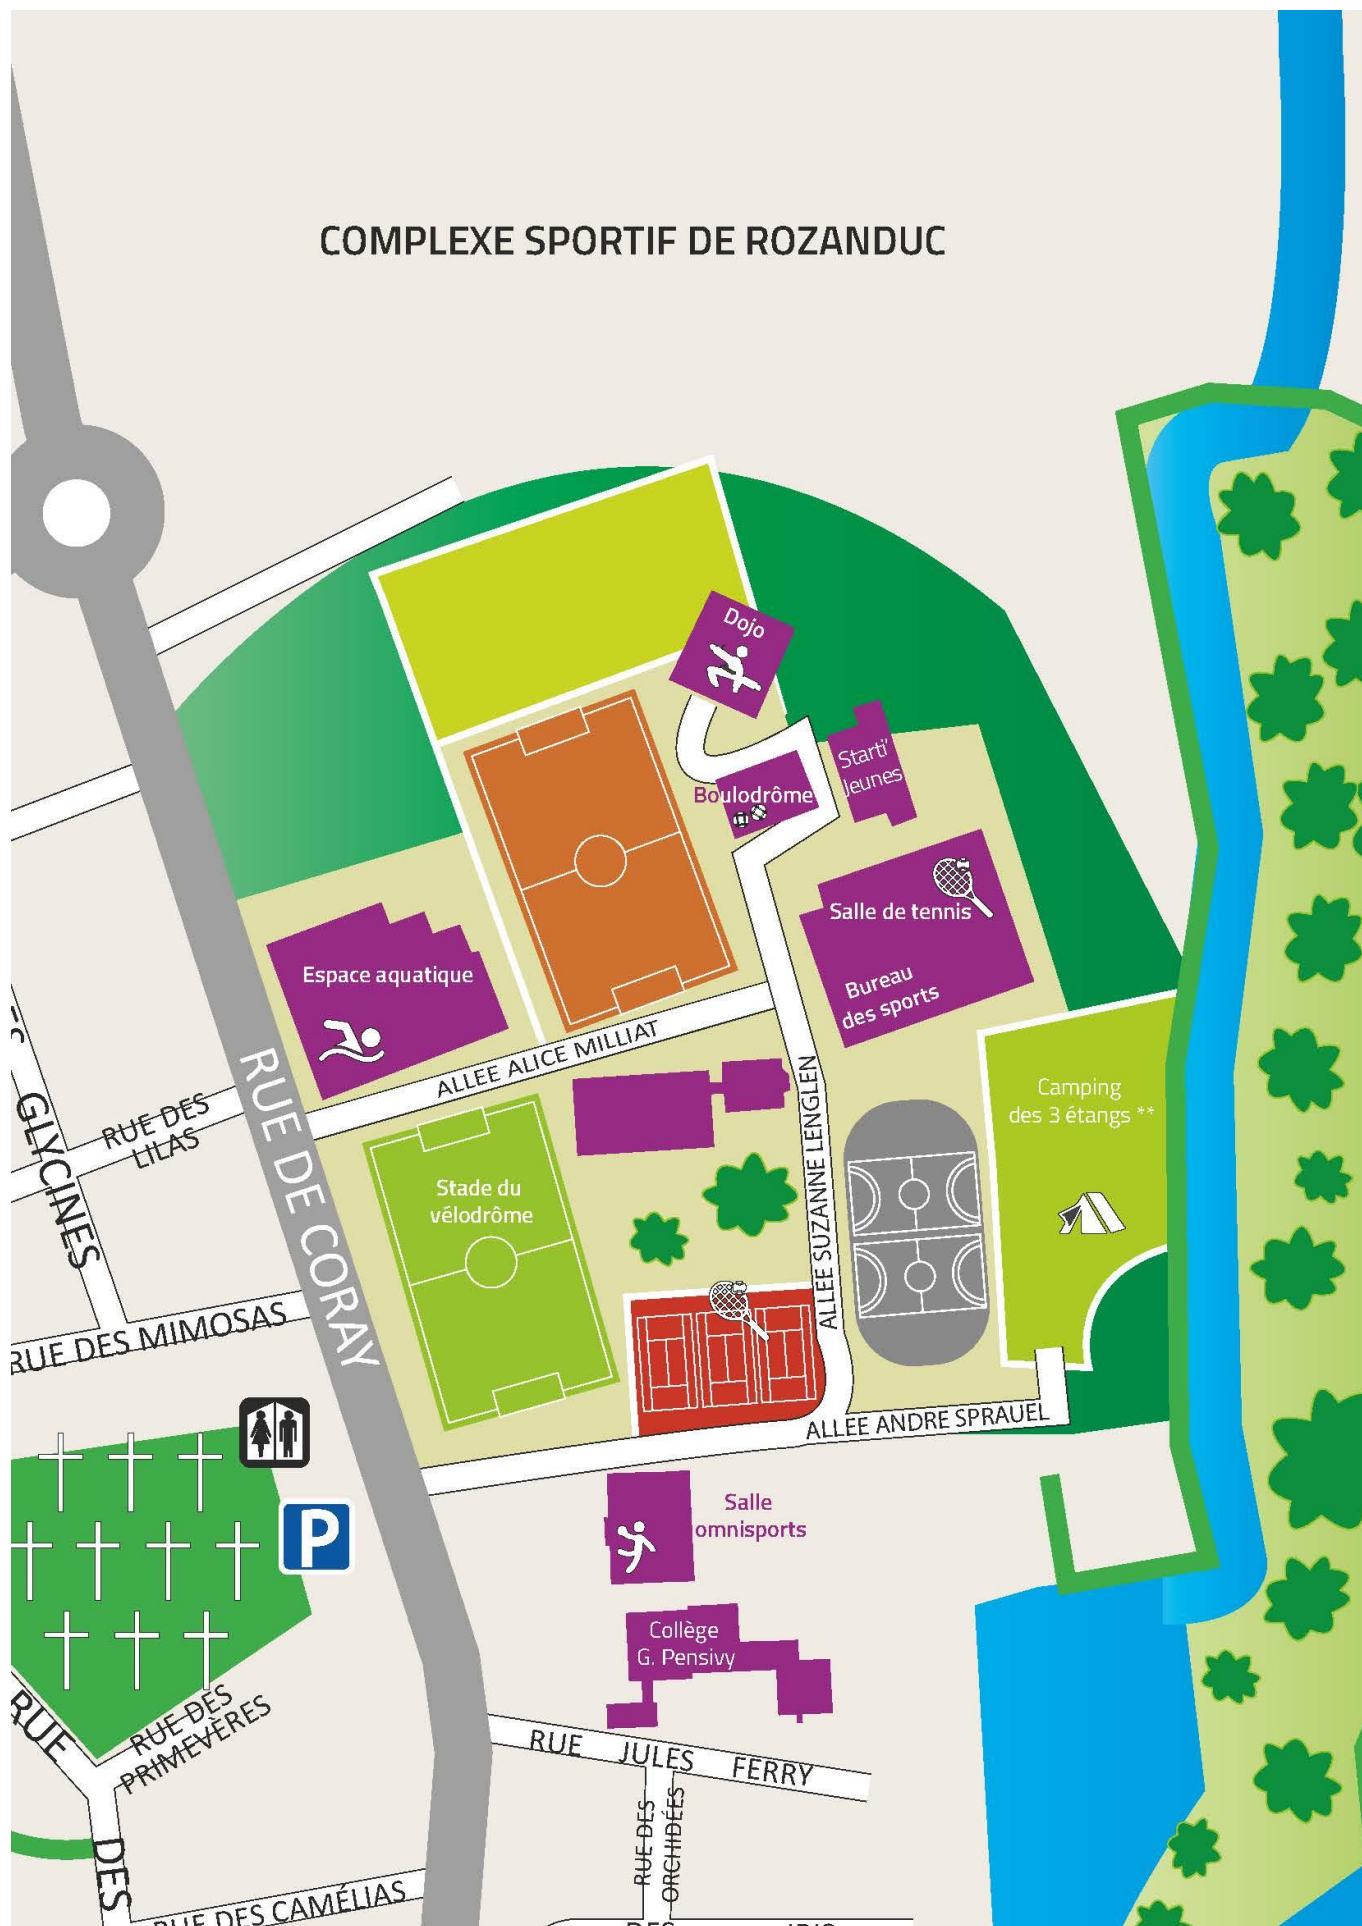 COMPLEXE SPORTIF DE ROZANDUC
Dojo
Starti'
Jeunes
Boulodrôme
Salle de tennis
Bureau
des sports
Espace aquatique
ALLEE ALICE MILLIAT
ALLEE SUZANNE LENGLEN
Camping
des 3 étangs **
RUE DES
LILAS
GLYCINES
RUE DE CORAY
Stade du
vélodrôme
RUE DES MIMOSAS
ALLEE ANDRE SPRAUEL
P
Salle
omnisports
Collège
G. Pensivy
RUE
DES
RUE DES
PRIMEVÈRES
RUE JULES FERRY
RUE DES
ORCHIDÉES
RUE DES CAMÉLIAS